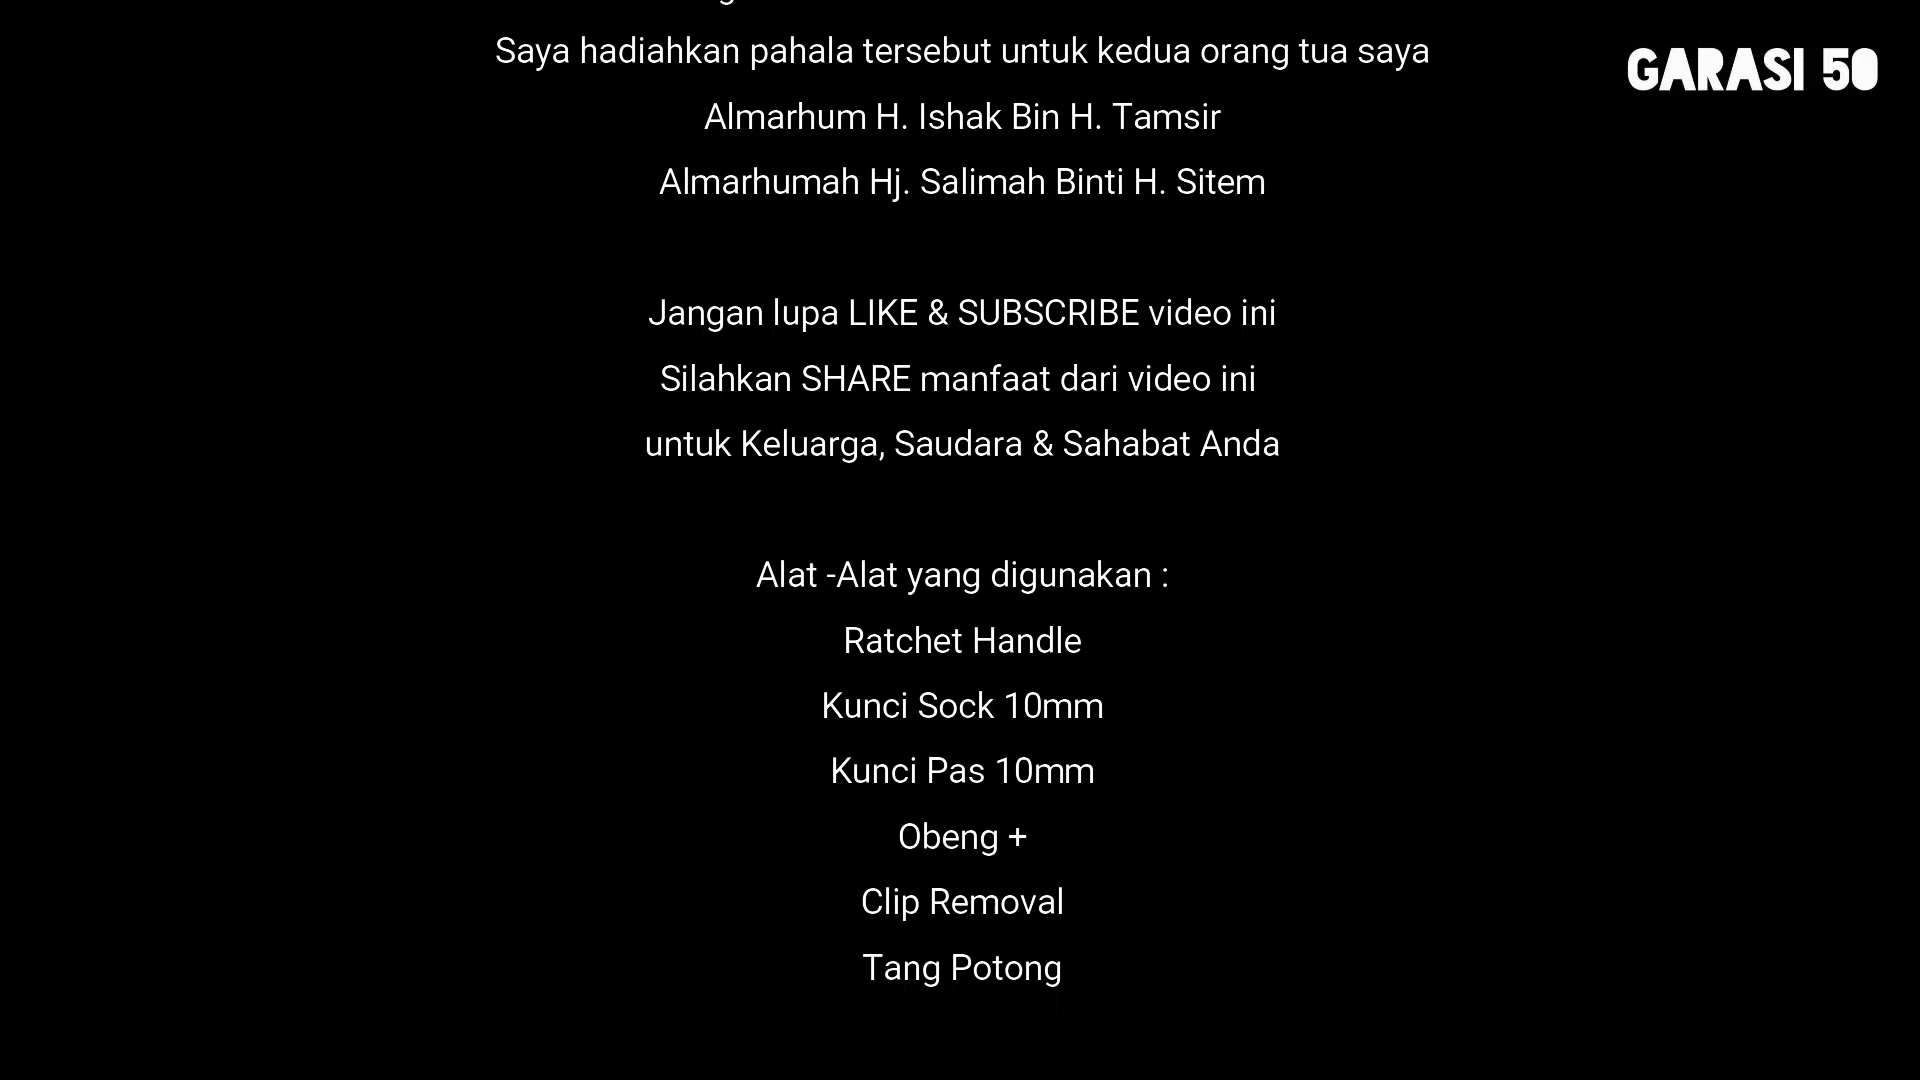 Saya hadiahkan pahala tersebut untuk kedua orang tua saya
GARASI 50
Almarhum H. Ishak Bin H. Tamsir
Almarhumah Hj. Salimah Binti H. Sitem
Jangan lupa LIKE & SUBSCRIBE video ini
Silahkan SHARE manfaat dari video ini
untuk Keluarga, Saudara & Sahabat Anda
Alat -Alat yang digunakan :
Ratchet Handle
Kunci Sock 10mm
Kunci Pas 10mm
Obeng +
Clip Removal
Tang Potong